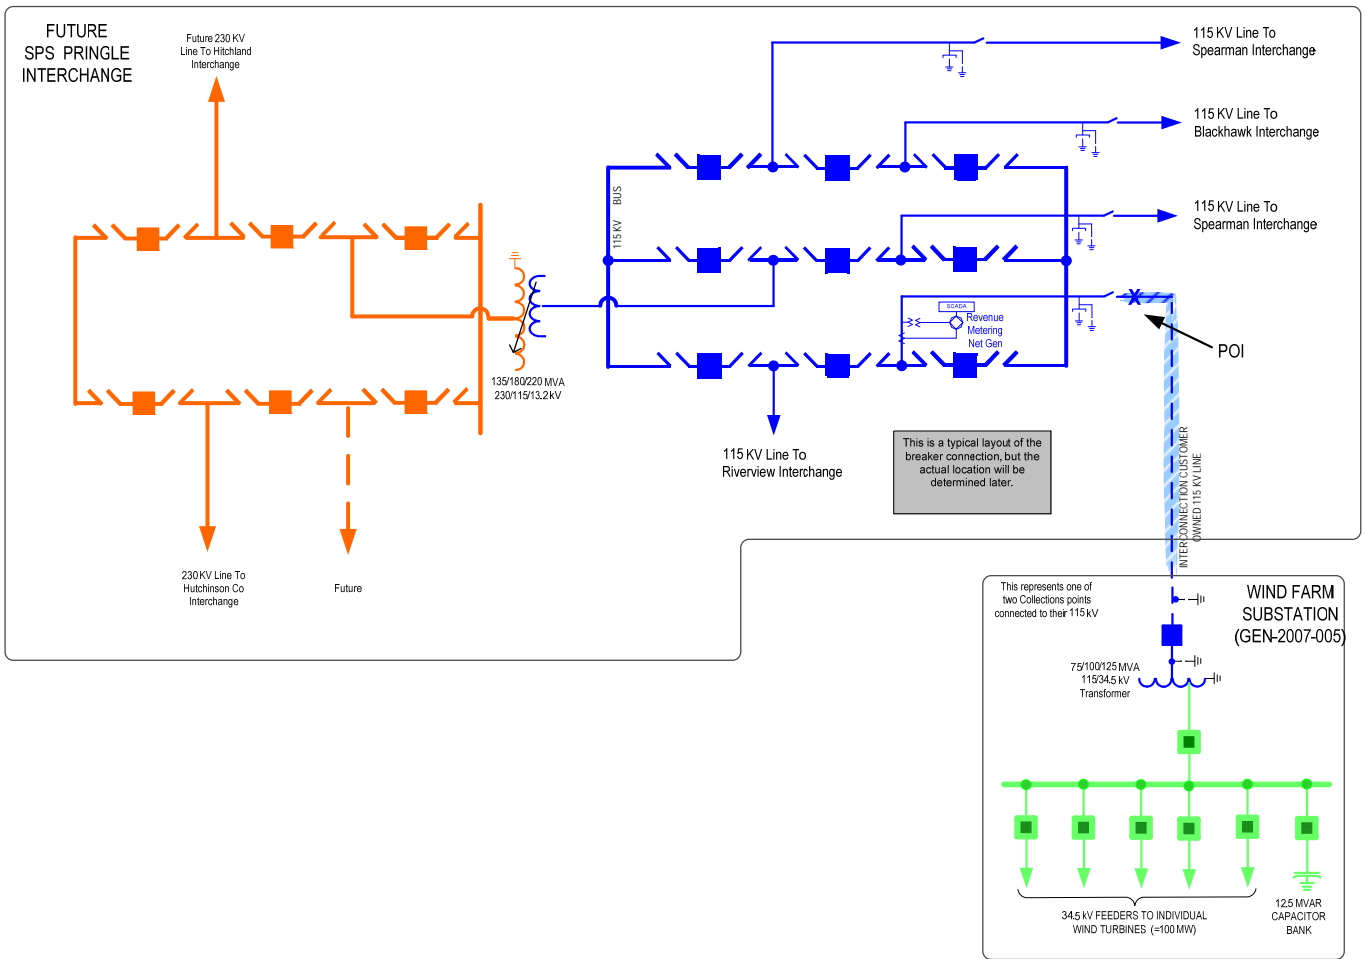 FUTURE
SPS PRINGLE
INTERCHANGE
Future 230 KV
Line To Hitchland
Interchange
115 KV Line To
Spearman Interchange
115 KV Line To
Blackhawk Interchange
115 KV BUS
115 KV Line To
Spearman Interchange
SCADA
Revenue
Metering
Net Gen
X
POI
135/180/220 MVA
230/115/13.2 kV
115 KV Line To
Riverview Interchange
This is a typical layout of the
breaker connection, but the
actual location will be
determined later.
INTERCONNECTION CUSTOMER
OWNED 115 KV LINE
230 KV Line To
Hutchinson Co
Interchange
Future
This represents one of
two Collections points
connected to their 115 kV
WIND FARM
SUBSTATION
(GEN-2007-005)
75/100/125 MVA
115/34.5 kV
Transformer
34.5 kV FEEDERS TO INDIVIDUAL
WIND TURBINES (=100 MW)
12.5 MVAR
CAPACITOR
BANK